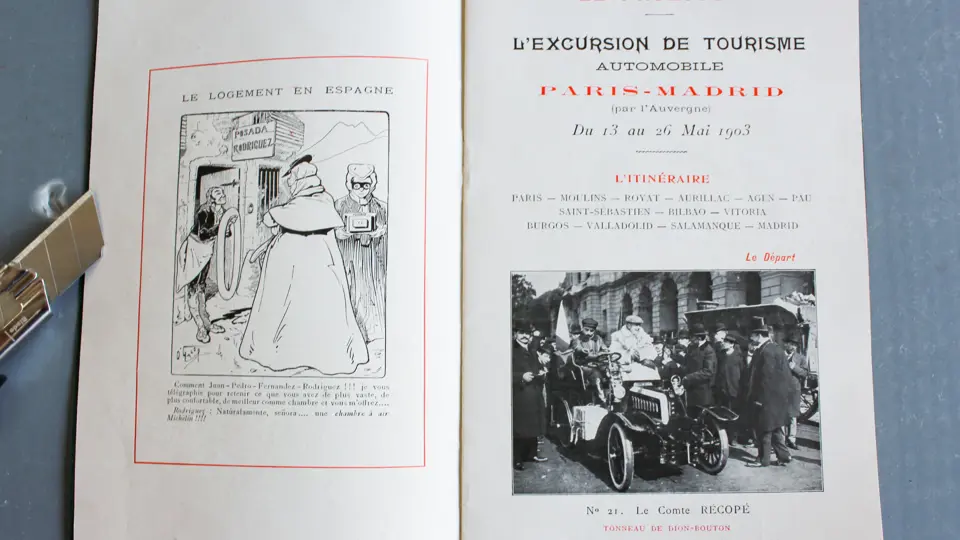 LE LOGEMENT EN ESPAGNE
POSADA
RODRIGUEZ
Comment Juan-Pedro-Fernandez-Rodriguez !!! je vous
télégraphie pour retenir ce que vous avez de plus vaste, de
plus confortable, de meilleur comme chambre et vous m'offrez....
Rodriguez : Naturalamente, señora.... une chambre à air
Michelin !!!!
L'EXCURSION DE TOURISME
AUTOMOBILE
PARIS-MADRID
(par l'Auvergne)
Du 13 au 26 Mai 1903
L'ITINÉRAIRE
PARIS — MOULINS — ROYAT — AURILLAC — AGEN — PAU
SAINT-SÉBASTIEN — BILBAO — VITORIA
BURGOS — VALLADOLID — SALAMANQUE — MADRID
Le Départ
Nº 21. Le Comte RÉCOPÉ
TONNEAU DE DION-BOUTON